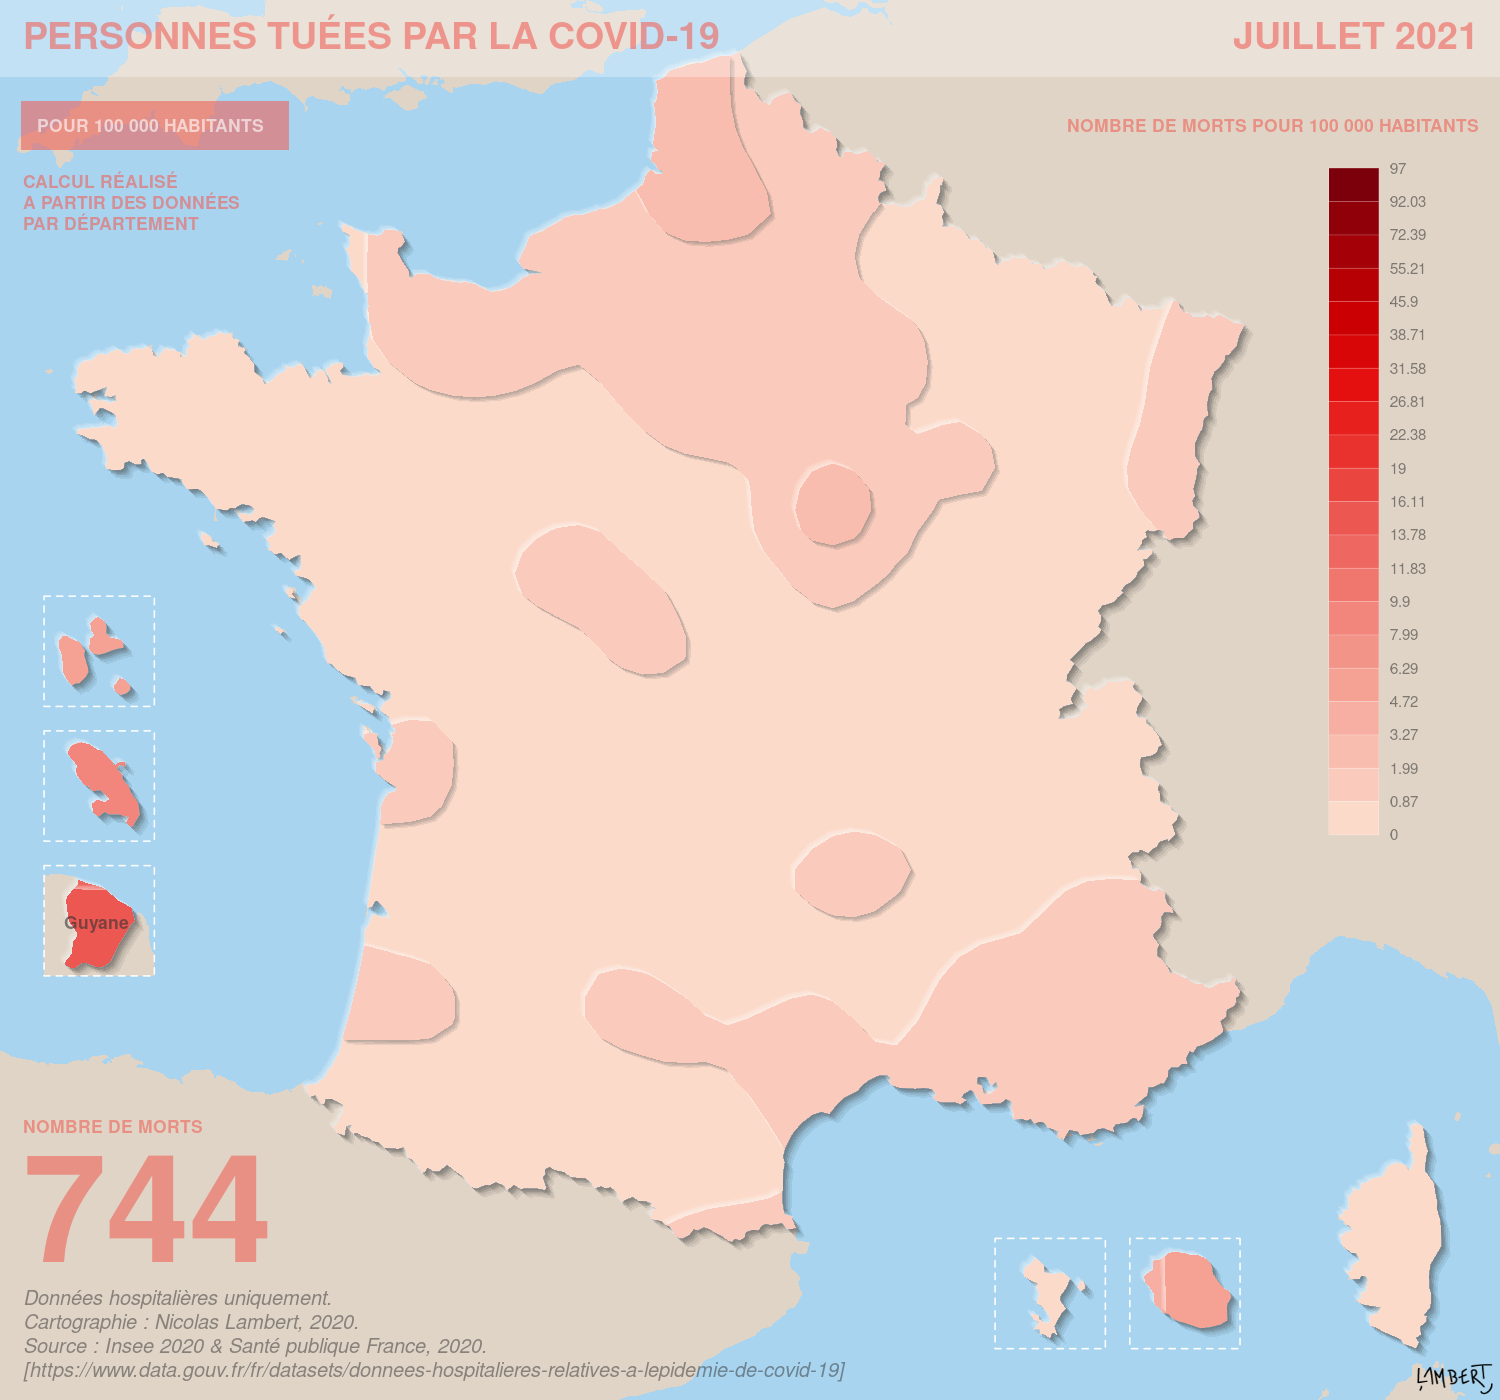 PERSONNES TUÉES PAR LA COVID-19
JUILLET 2021
POUR 100 000 HABITANTS
CALCUL RÉALISÉ
A PARTIR DES DONNÉES
PAR DÉPARTEMENT
NOMBRE DE MORTS POUR 100 000 HABITANTS
97
92.03
72.39
55.21
45.9
38.71
31.58
26.81
22.38
19
16.11
13.78
11.83
9.9
7.99
6.29
4.72
3.27
1.99
0.87
0
Guyane
NOMBRE DE MORTS
744
Données hospitalières uniquement.
Cartographie : Nicolas Lambert, 2020.
Source : Insee 2020 & Santé publique France, 2020.
[https://www.data.gouv.fr/fr/datasets/donnees-hospitalieres-relatives-a-lepidemie-de-covid-19]
LAMBERT